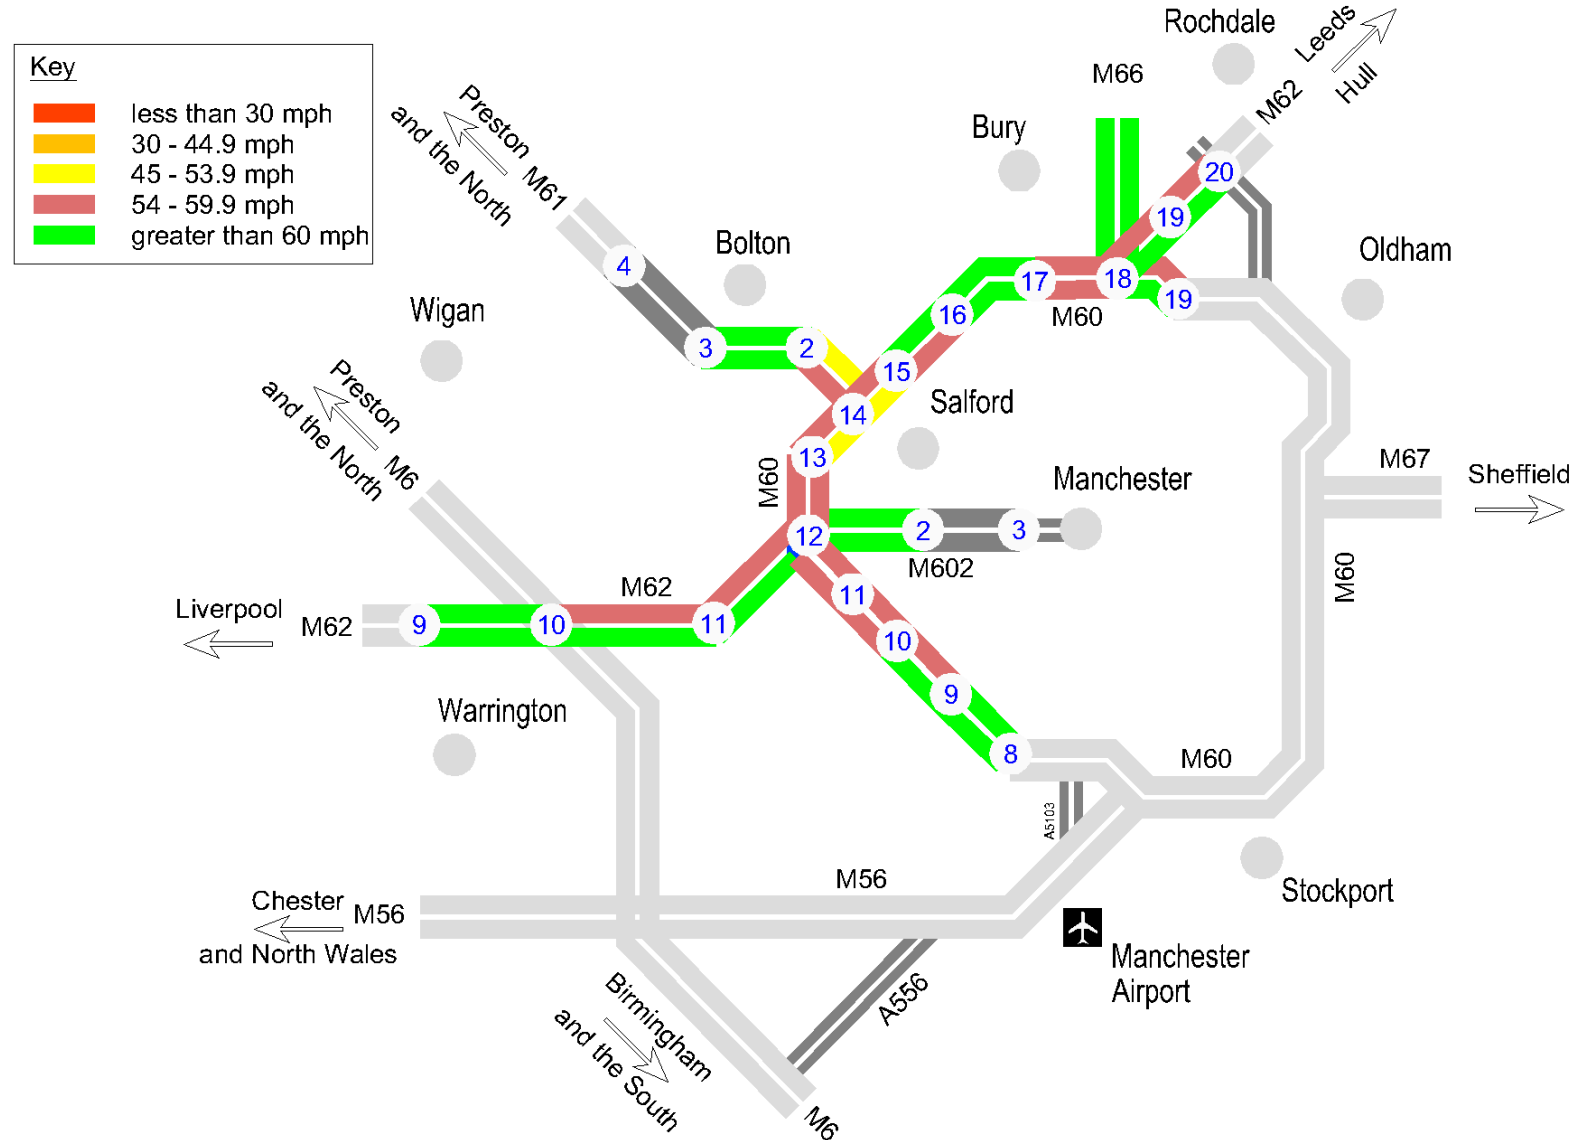 Key
less than 30 mph
30 - 44.9 mph
45 - 53.9 mph
54 - 59.9 mph
greater than 60 mph
Rochdale
Leeds
Hull
M62
M66
Bury
Preston
and the North
M61
20
19
Oldham
Bolton
4
17
18
19
Wigan
16
M60
3
2
15
Preston
and the North
M6
Salford
14
13
M60
M67
Sheffield
Manchester
12
2
3
M602
M60
Liverpool
M62
M62
9
10
11
11
10
9
Warrington
8
M60
A5103
Chester
M56
and North Wales
M56
Stockport
Manchester
Airport
A556
Birmingham
and the South
M6